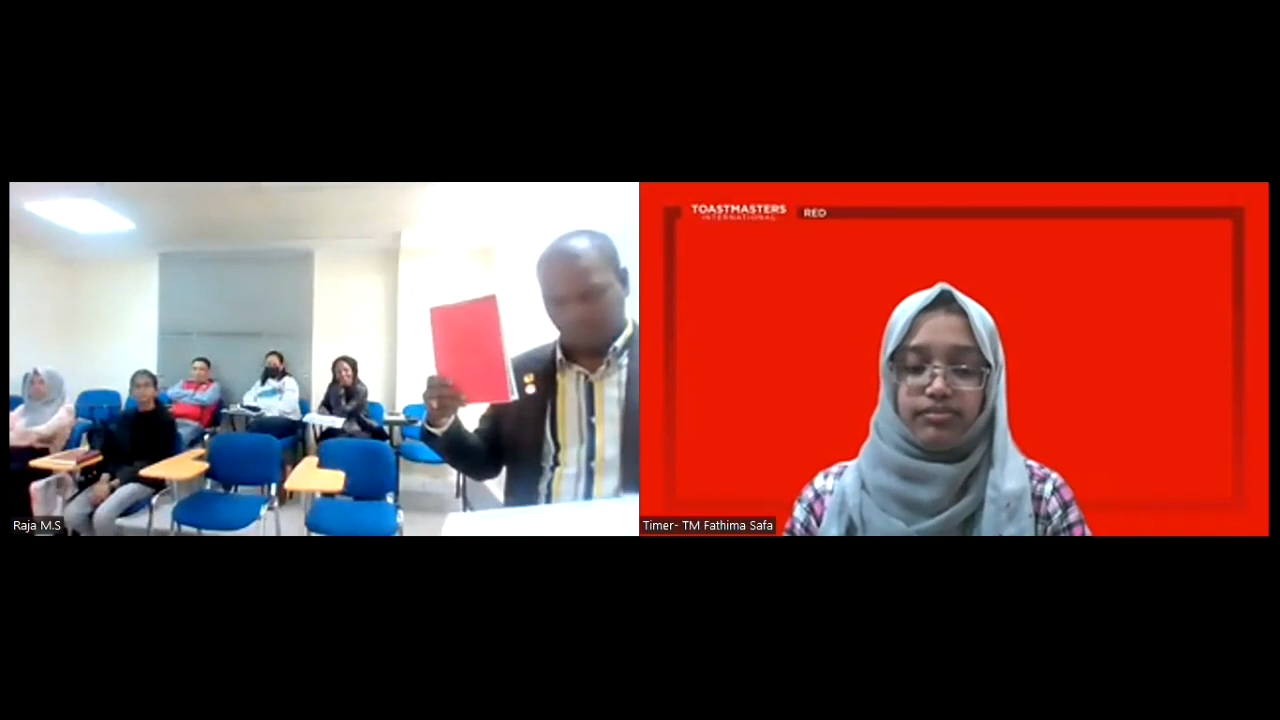 TOASTMASTERS
INTERNATIONAL
RED
Raja M.S
Timer- TM Fathima Safa